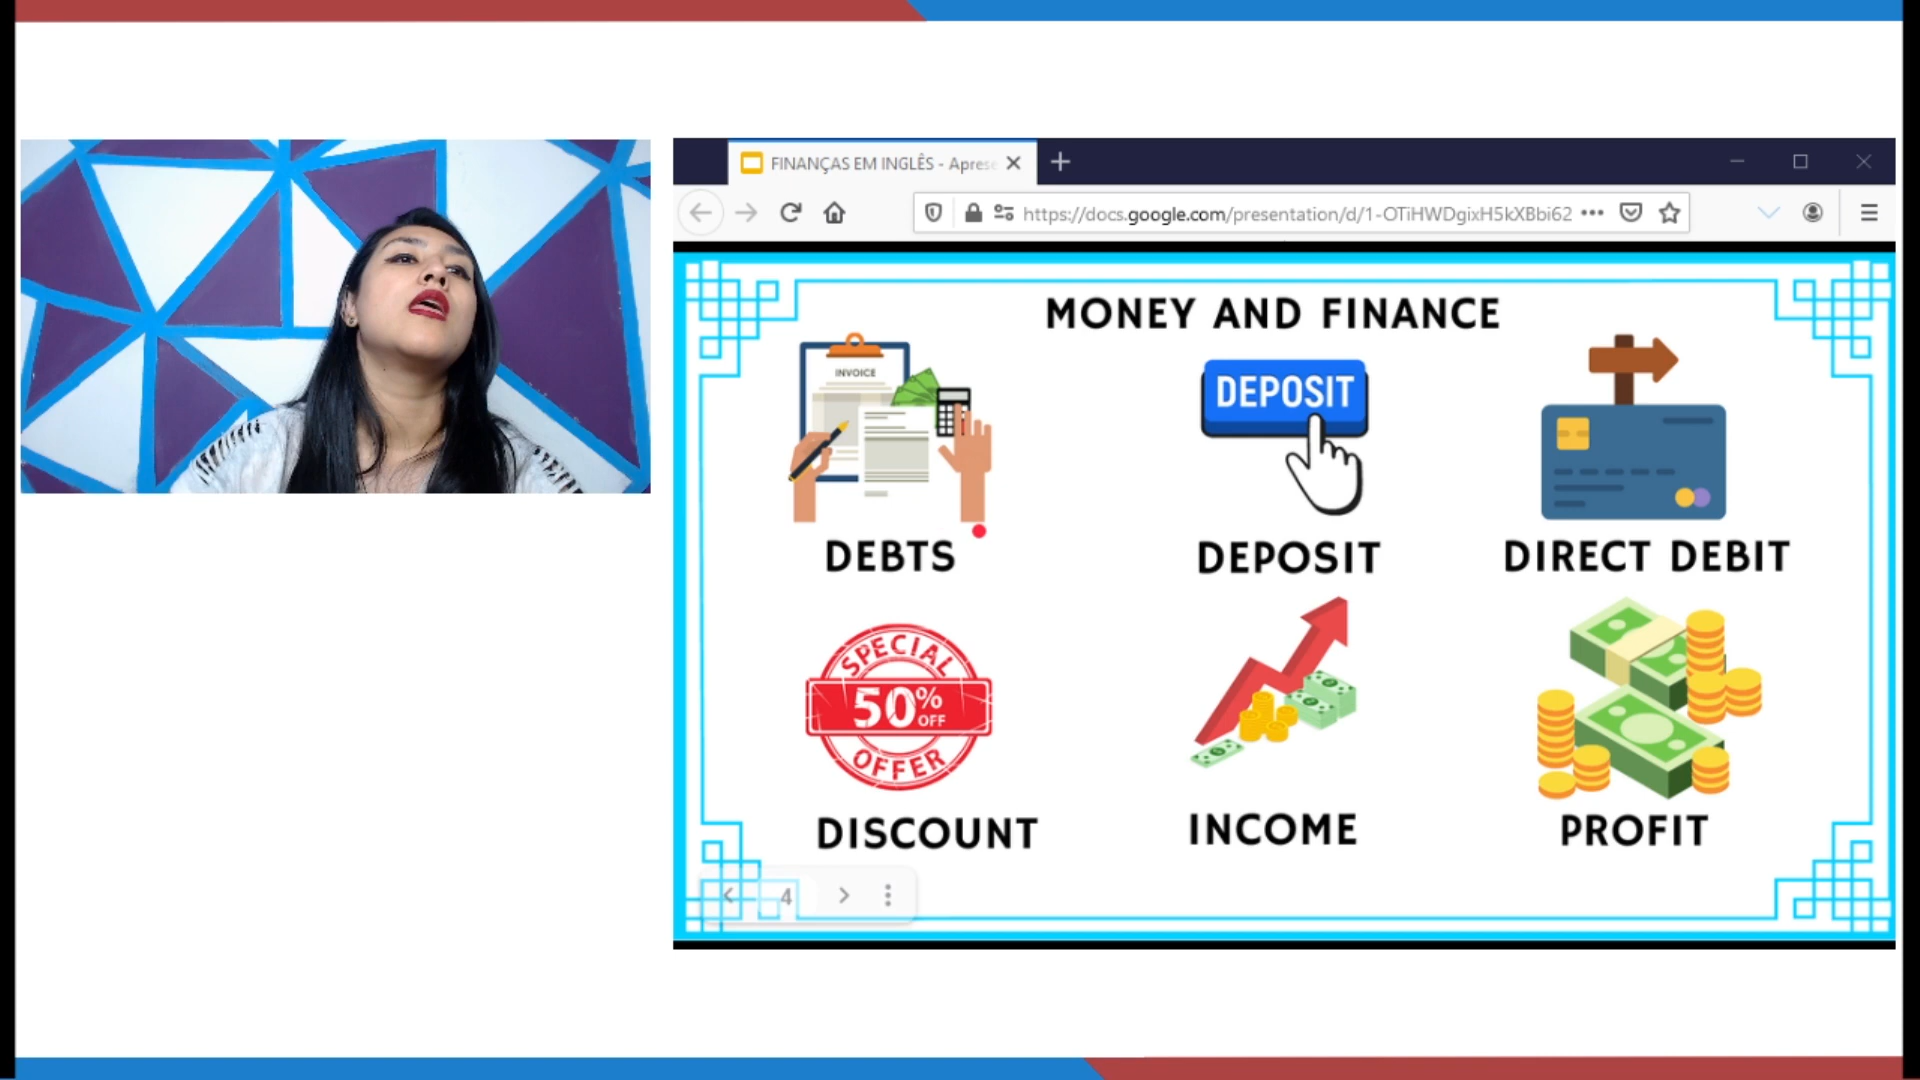 FINANÇAS EM INGLÊS - Aprese
https://docs.google.com/presentation/d/1-OTiHWDgixH5kXBbi62
MONEY AND FINANCE
INVOICE
DEPOSIT
DEBTS
DEPOSIT
DIRECT DEBIT
SPECIAL
50% OFF
OFFER
DISCOUNT
INCOME
PROFIT
4